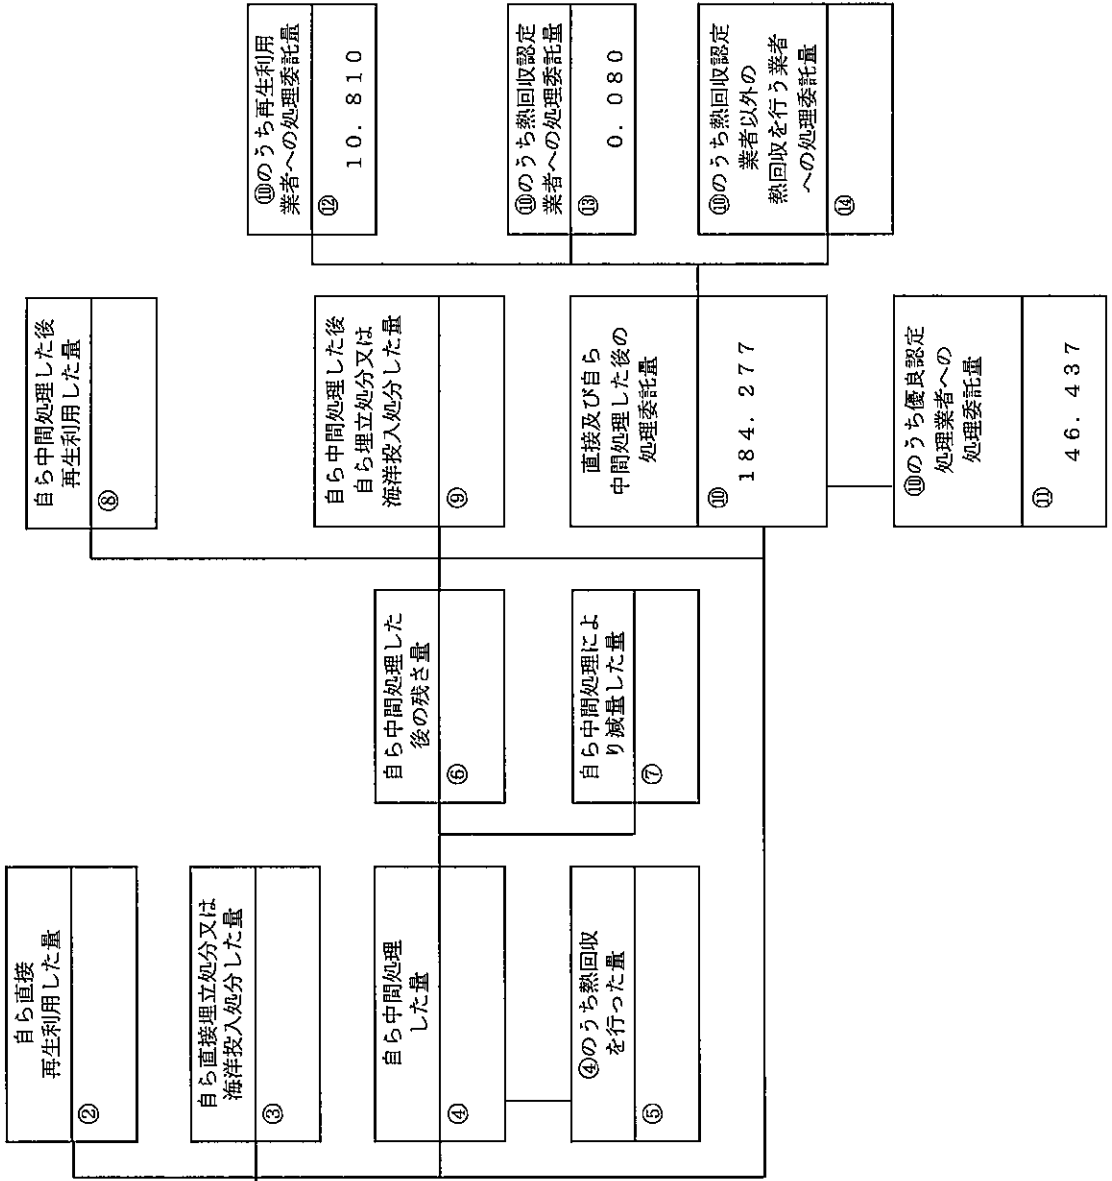 自ら直接
再生利用した量
②
自ら直接埋立処分又は
海洋投入処分した量
③
自ら中間処理
した量
④
④のうち熱回収
を行った量
⑤
自ら中間処理した
後の残さ量
⑥
自ら中間処理によ
り減量した量
⑦
自ら中間処理した後
再生利用した量
⑧
自ら中間処理した後
自ら埋立処分又は
海洋投入処分した量
⑨
直接及び自ら
中間処理した後の
処理委託量
⑩
184.277
⑩のうち優良認定
処理業者への
処理委託量
⑪
46.437
⑩のうち再生利用
業者への処理委託量
⑫
10.810
⑩のうち熱回収認定
業者への処理委託量
⑬
0.080
⑩のうち熱回収認定
業者以外の
熱回収を行う業者
への処理委託量
⑭